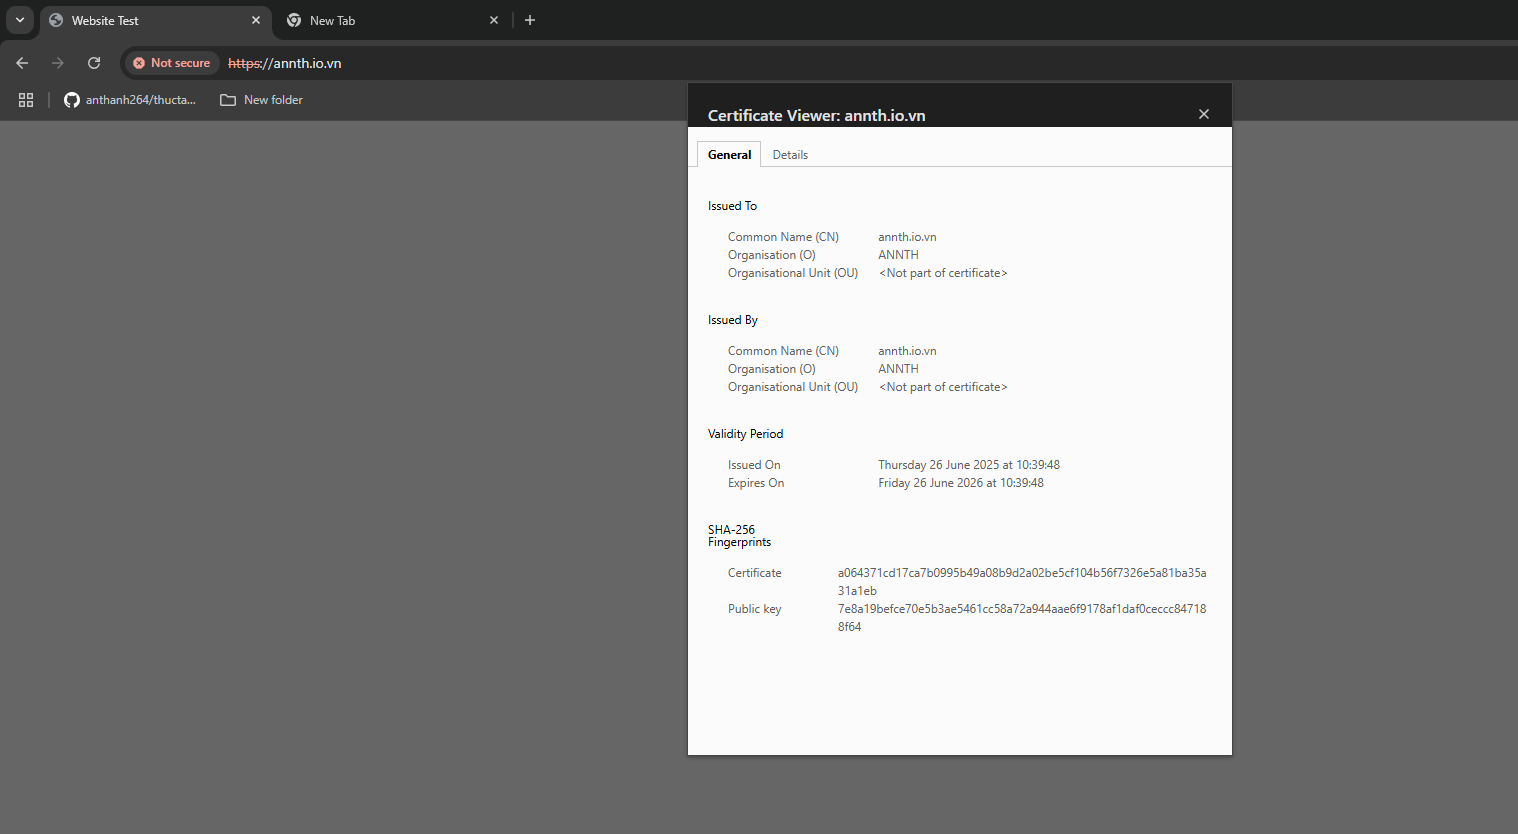 Website Test
New Tab
Not secure
https://annth.io.vn
anthanh264/thucta...
New folder
Certificate Viewer: annth.io.vn
General Details
Issued To
Common Name (CN) annth.io.vn
Organisation (O) ANNTH
Organisational Unit (OU) <Not part of certificate>
Issued By
Common Name (CN) annth.io.vn
Organisation (O) ANNTH
Organisational Unit (OU) <Not part of certificate>
Validity Period
Issued On Thursday 26 June 2025 at 10:39:48
Expires On Friday 26 June 2026 at 10:39:48
SHA-256
Fingerprints
Certificate a064371cd17ca7b0995b49a08b9d2a02be5cf104b56f7326e5a81ba35a
31a1eb
Public key 7e8a19befce70e5b3ae5461cc58a72a944aae6f9178af1daf0ceccc84718
8f64